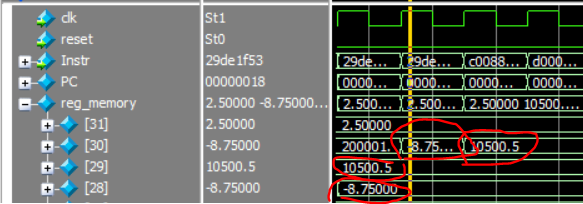 clk St1
reset St0
Instr 29de1f53 29de... 29de... c0088... d000...
PC 00000018 0000... 0000... 0000... 0000...
reg_memory 2.50000 -8.75000... 2.500... 2.500... 2.50000 10500....
[31] 2.50000 2.50000
[30] -8.75000 200001. -8.75... 10500.5
[29] 10500.5 10500.5
[28] -8.75000 -8.75000